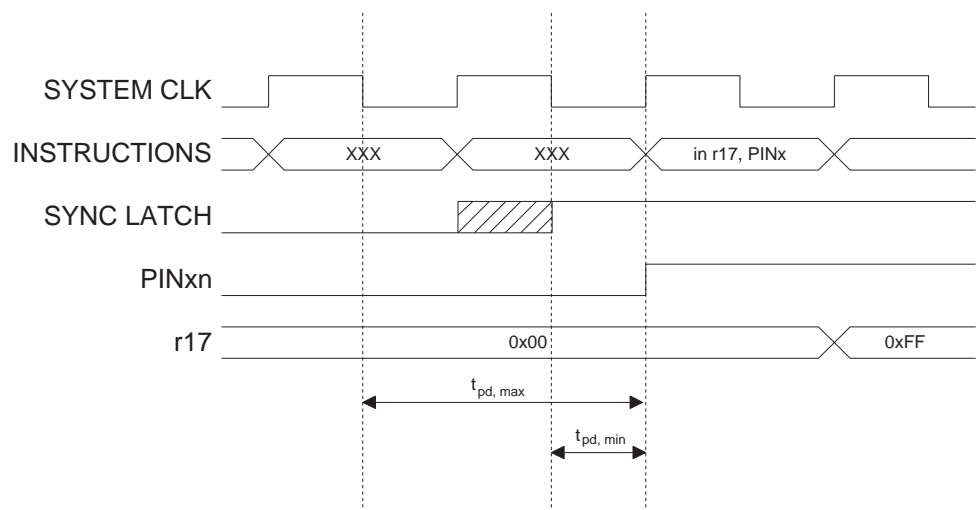 SYSTEM CLK
INSTRUCTIONS XXX XXX in r17, PINx
SYNC LATCH
PINxn
r17 0x00 0xFF
tpd, max
tpd, min